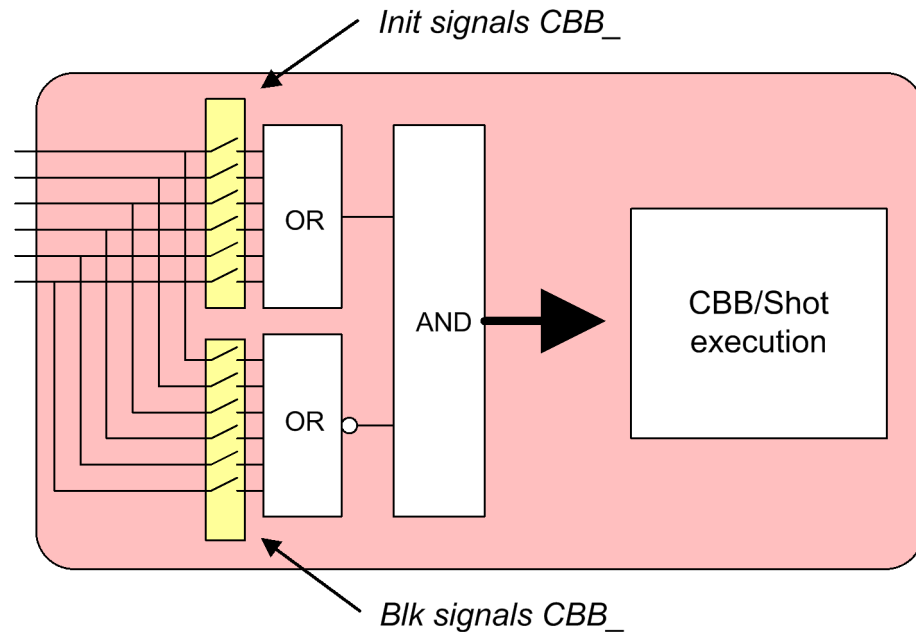 Init signals CBB_
OR
AND
CBB/Shot
execution
OR
Blk signals CBB_